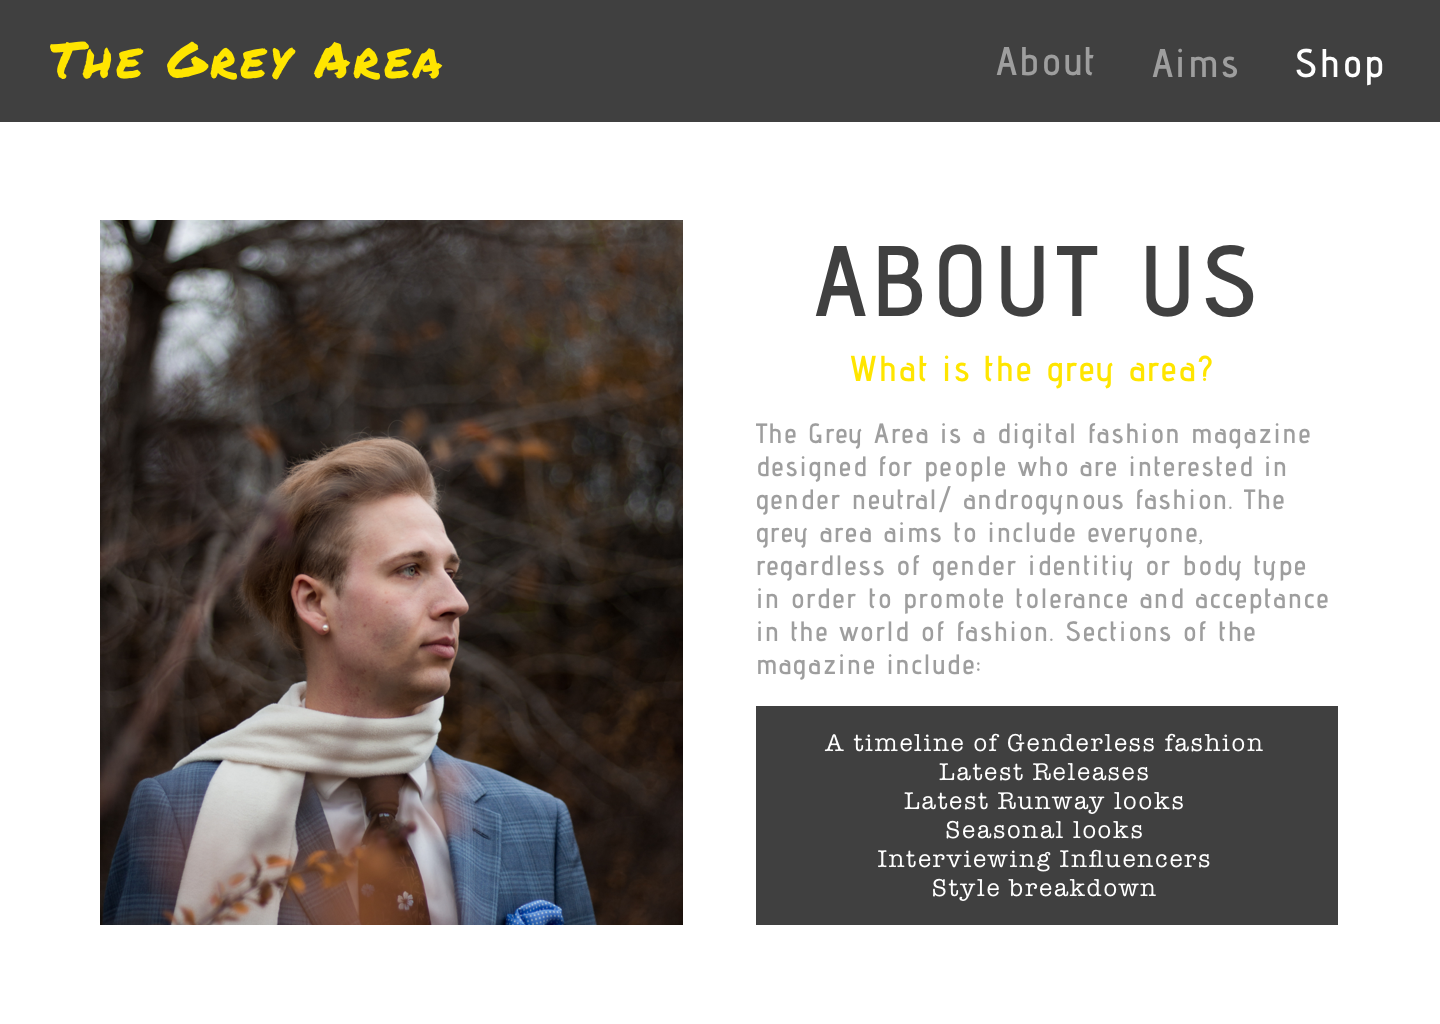 The Grey Area
About
Aims
Shop
ABOUT US
What is the grey area?
The Grey Area is a digital fashion magazine
designed for people who are interested in
gender neutral/ androgynous fashion. The
grey area aims to include everyone,
regardless of gender identitiy or body type
in order to promote tolerance and acceptance
in the world of fashion. Sections of the
magazine include:
A timeline of Genderless fashion
Latest Releases
Latest Runway looks
Seasonal looks
Interviewing Influencers
Style breakdown